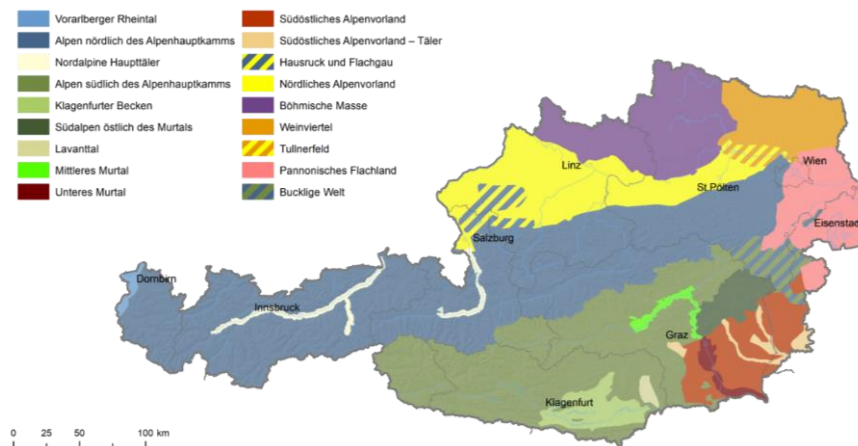 Vorarlberger Rheintal
Alpen nördlich des Alpenhauptkamms
Nordalpine Haupttäler
Alpen südlich des Alpenhauptkamms
Klagenfurter Becken
Südalpen östlich des Murtals
Lavanttal
Mittleres Murtal
Unteres Murtal
Südöstliches Alpenvorland
Südöstliches Alpenvorland – Täler
Hausruck und Flachgau
Nördliches Alpenvorland
Böhmische Masse
Weinviertel
Tullnerfeld
Pannonisches Flachland
Bucklige Welt
Linz
Wien
St.Pölten
Eisenstad
Salzburg
Dornbirn
Innsbruck
Graz
Klagenfurt
0 25 50 100 km